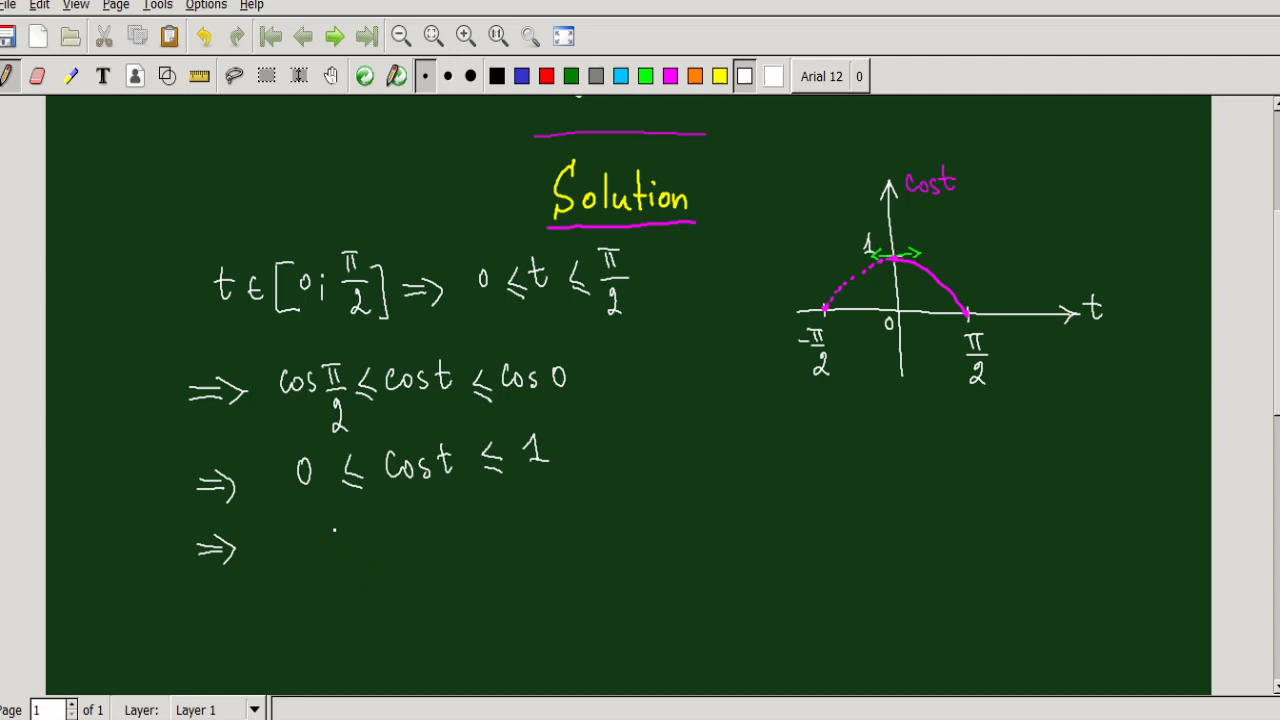 File Edit View Page Tools Options Help
Arial 12 0
Solution
cost
1
0
t
-π/2
π/2
t ∈ [0; π/2] => 0 ≤ t ≤ π/2
=> cos π/2 ≤ cost ≤ cos 0
=> 0 ≤ cost ≤ 1
=>
Page 1 of 1 Layer: Layer 1